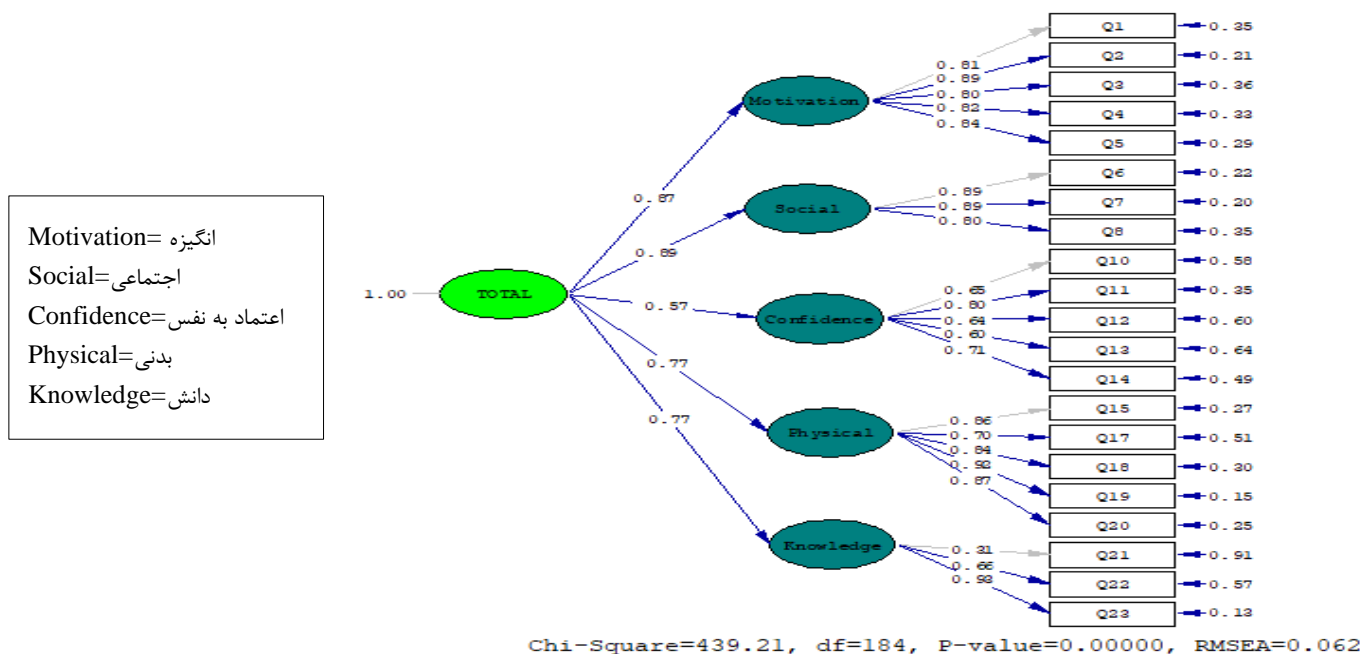 Motivation= انگیزه
Social=اجتماعی
Confidence=اعتماد به نفس
Physical=بدنی
Knowledge=دانش
1.00
TOTAL
0.87
0.89
0.57
0.77
0.77
Motivation
0.81
0.89
0.80
0.82
0.84
Q1 0.35
Q2 0.21
Q3 0.36
Q4 0.33
Q5 0.29
Social
0.89
0.89
0.80
Q6 0.22
Q7 0.20
Q8 0.35
Confidence
0.65
0.80
0.64
0.60
0.71
Q10 0.58
Q11 0.35
Q12 0.60
Q13 0.64
Q14 0.49
Physical
0.86
0.70
0.84
0.92
0.87
Q15 0.27
Q17 0.51
Q18 0.30
Q19 0.15
Q20 0.25
Knowledge
0.31
0.66
0.93
Q21 0.91
Q22 0.57
Q23 0.13
Chi-Square=439.21, df=184, P-value=0.00000, RMSEA=0.062